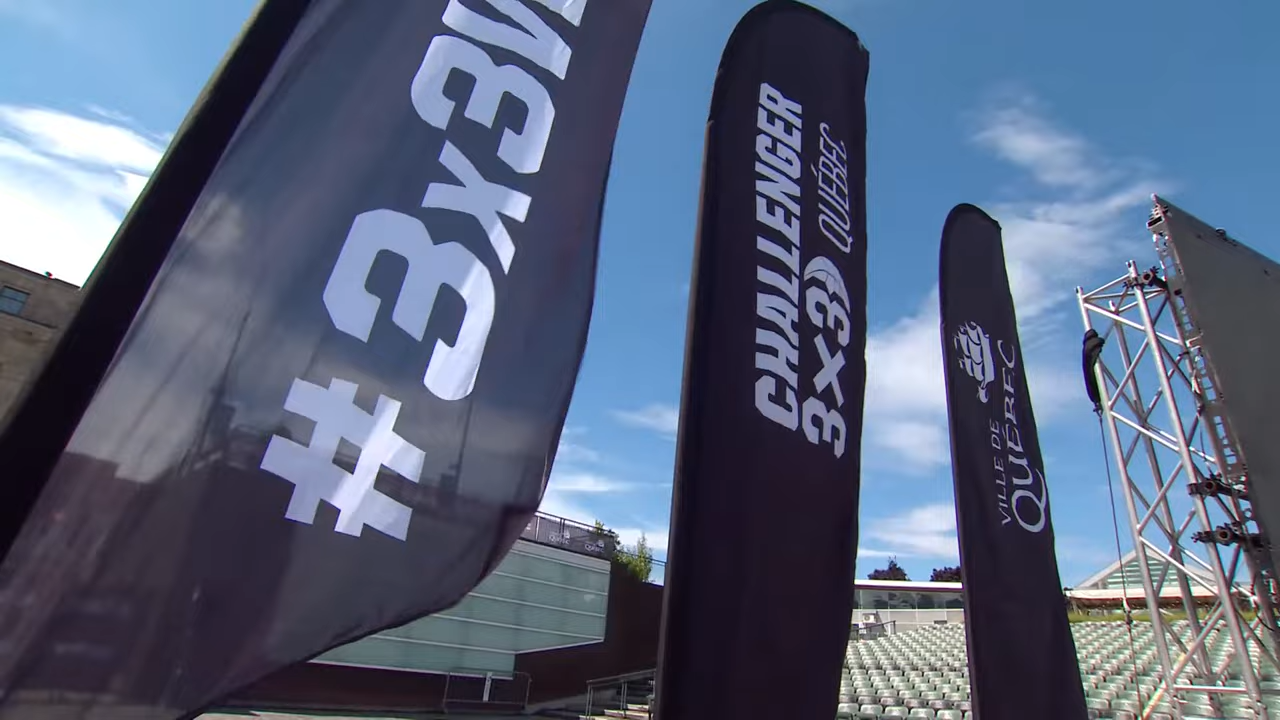 #3x3
CHALLENGER
3x3 QUÉBEC
VILLE DE
QUÉBEC